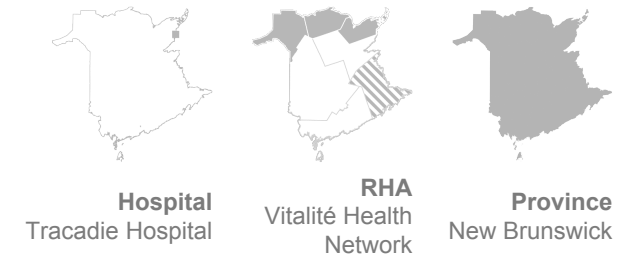 Hospital
Tracadie Hospital
RHA
Vitalité Health
Network
Province
New Brunswick